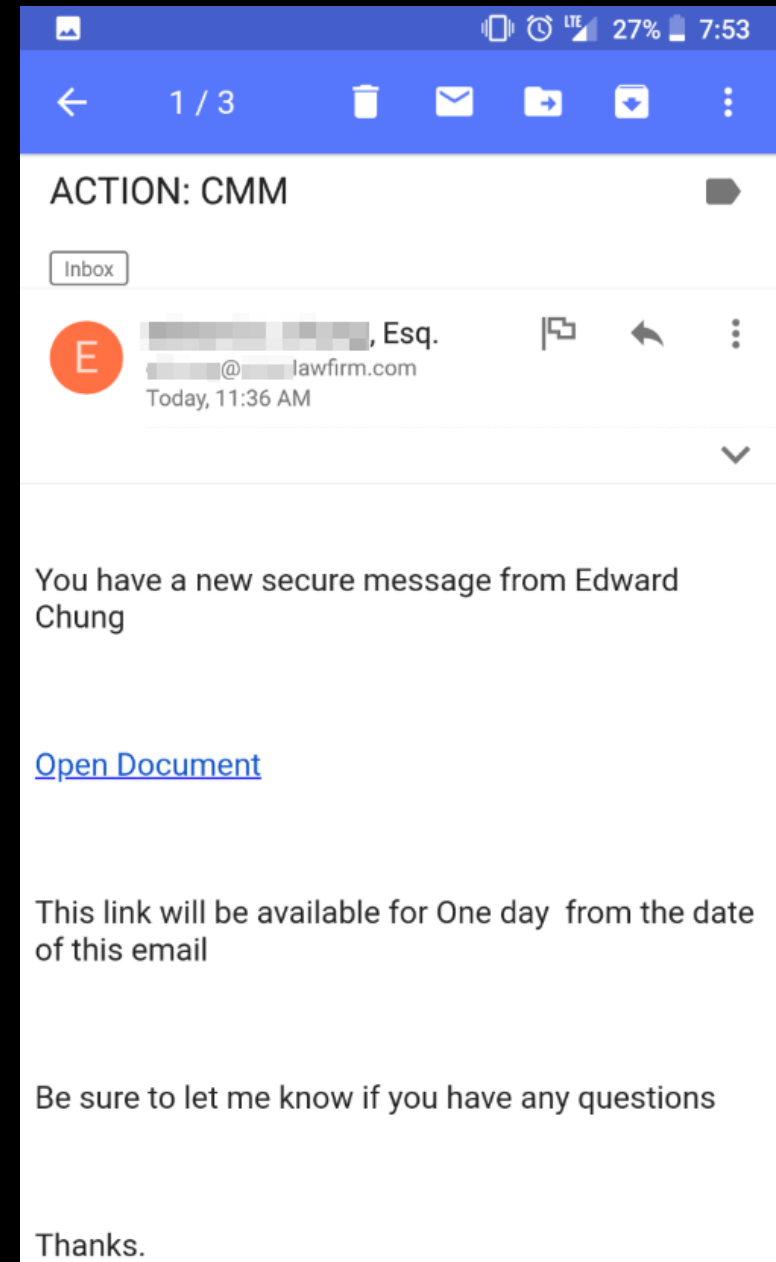 LTE 27% 7:53
1 / 3
ACTION: CMM
Inbox
E
, Esq.
@ lawfirm.com
Today, 11:36 AM
You have a new secure message from Edward
Chung
Open Document
This link will be available for One day  from the date
of this email
Be sure to let me know if you have any questions
Thanks.